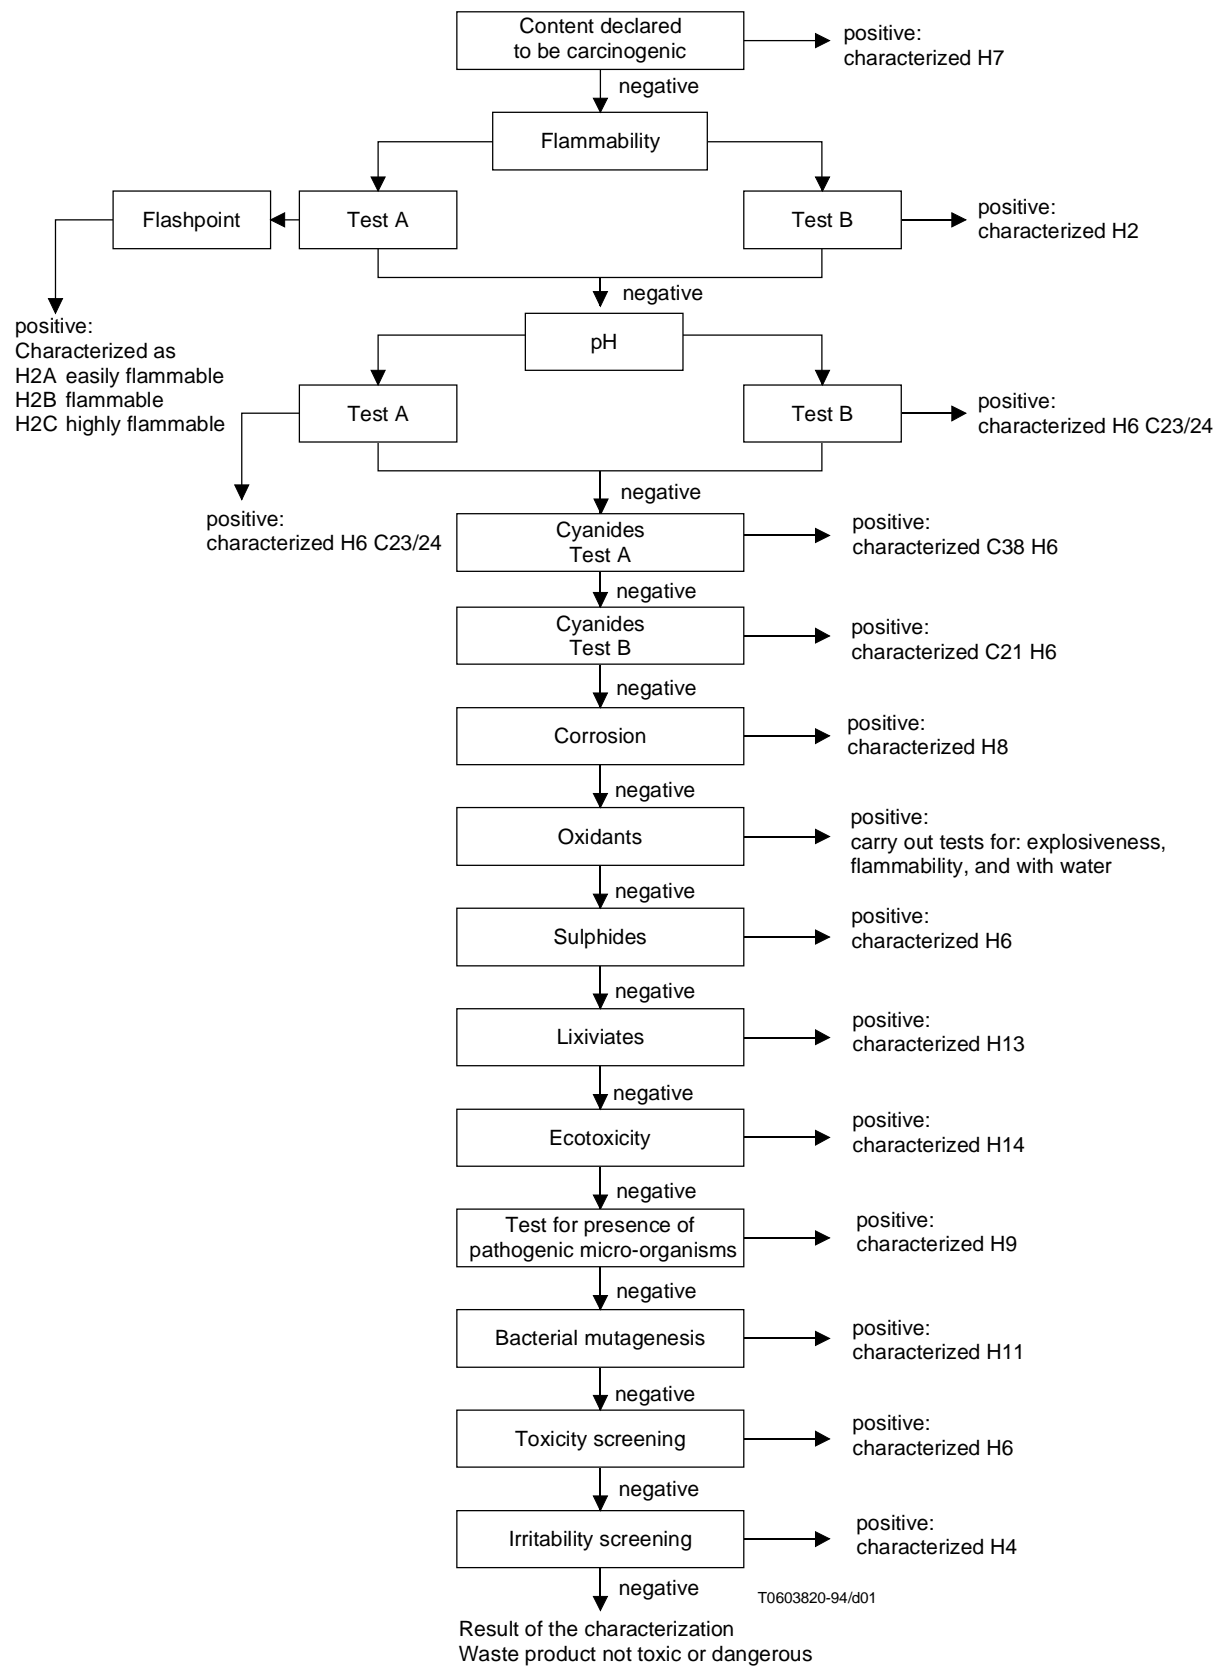 Content declared
to be carcinogenic
positive:
characterized H7
negative
Flammability
Flashpoint
Test A
Test B
positive:
characterized H2
negative
positive:
Characterized as
H2A easily flammable
H2B flammable
H2C highly flammable
pH
Test A
Test B
positive:
characterized H6 C23/24
negative
positive:
characterized H6 C23/24
Cyanides
Test A
positive:
characterized C38 H6
negative
Cyanides
Test B
positive:
characterized C21 H6
negative
Corrosion
positive:
characterized H8
negative
Oxidants
positive:
carry out tests for: explosiveness,
flammability, and with water
negative
Sulphides
positive:
characterized H6
negative
Lixiviates
positive:
characterized H13
negative
Ecotoxicity
positive:
characterized H14
negative
Test for presence of
pathogenic micro-organisms
positive:
characterized H9
negative
Bacterial mutagenesis
positive:
characterized H11
negative
Toxicity screening
positive:
characterized H6
negative
Irritability screening
positive:
characterized H4
negative
T0603820-94/d01
Result of the characterization
Waste product not toxic or dangerous